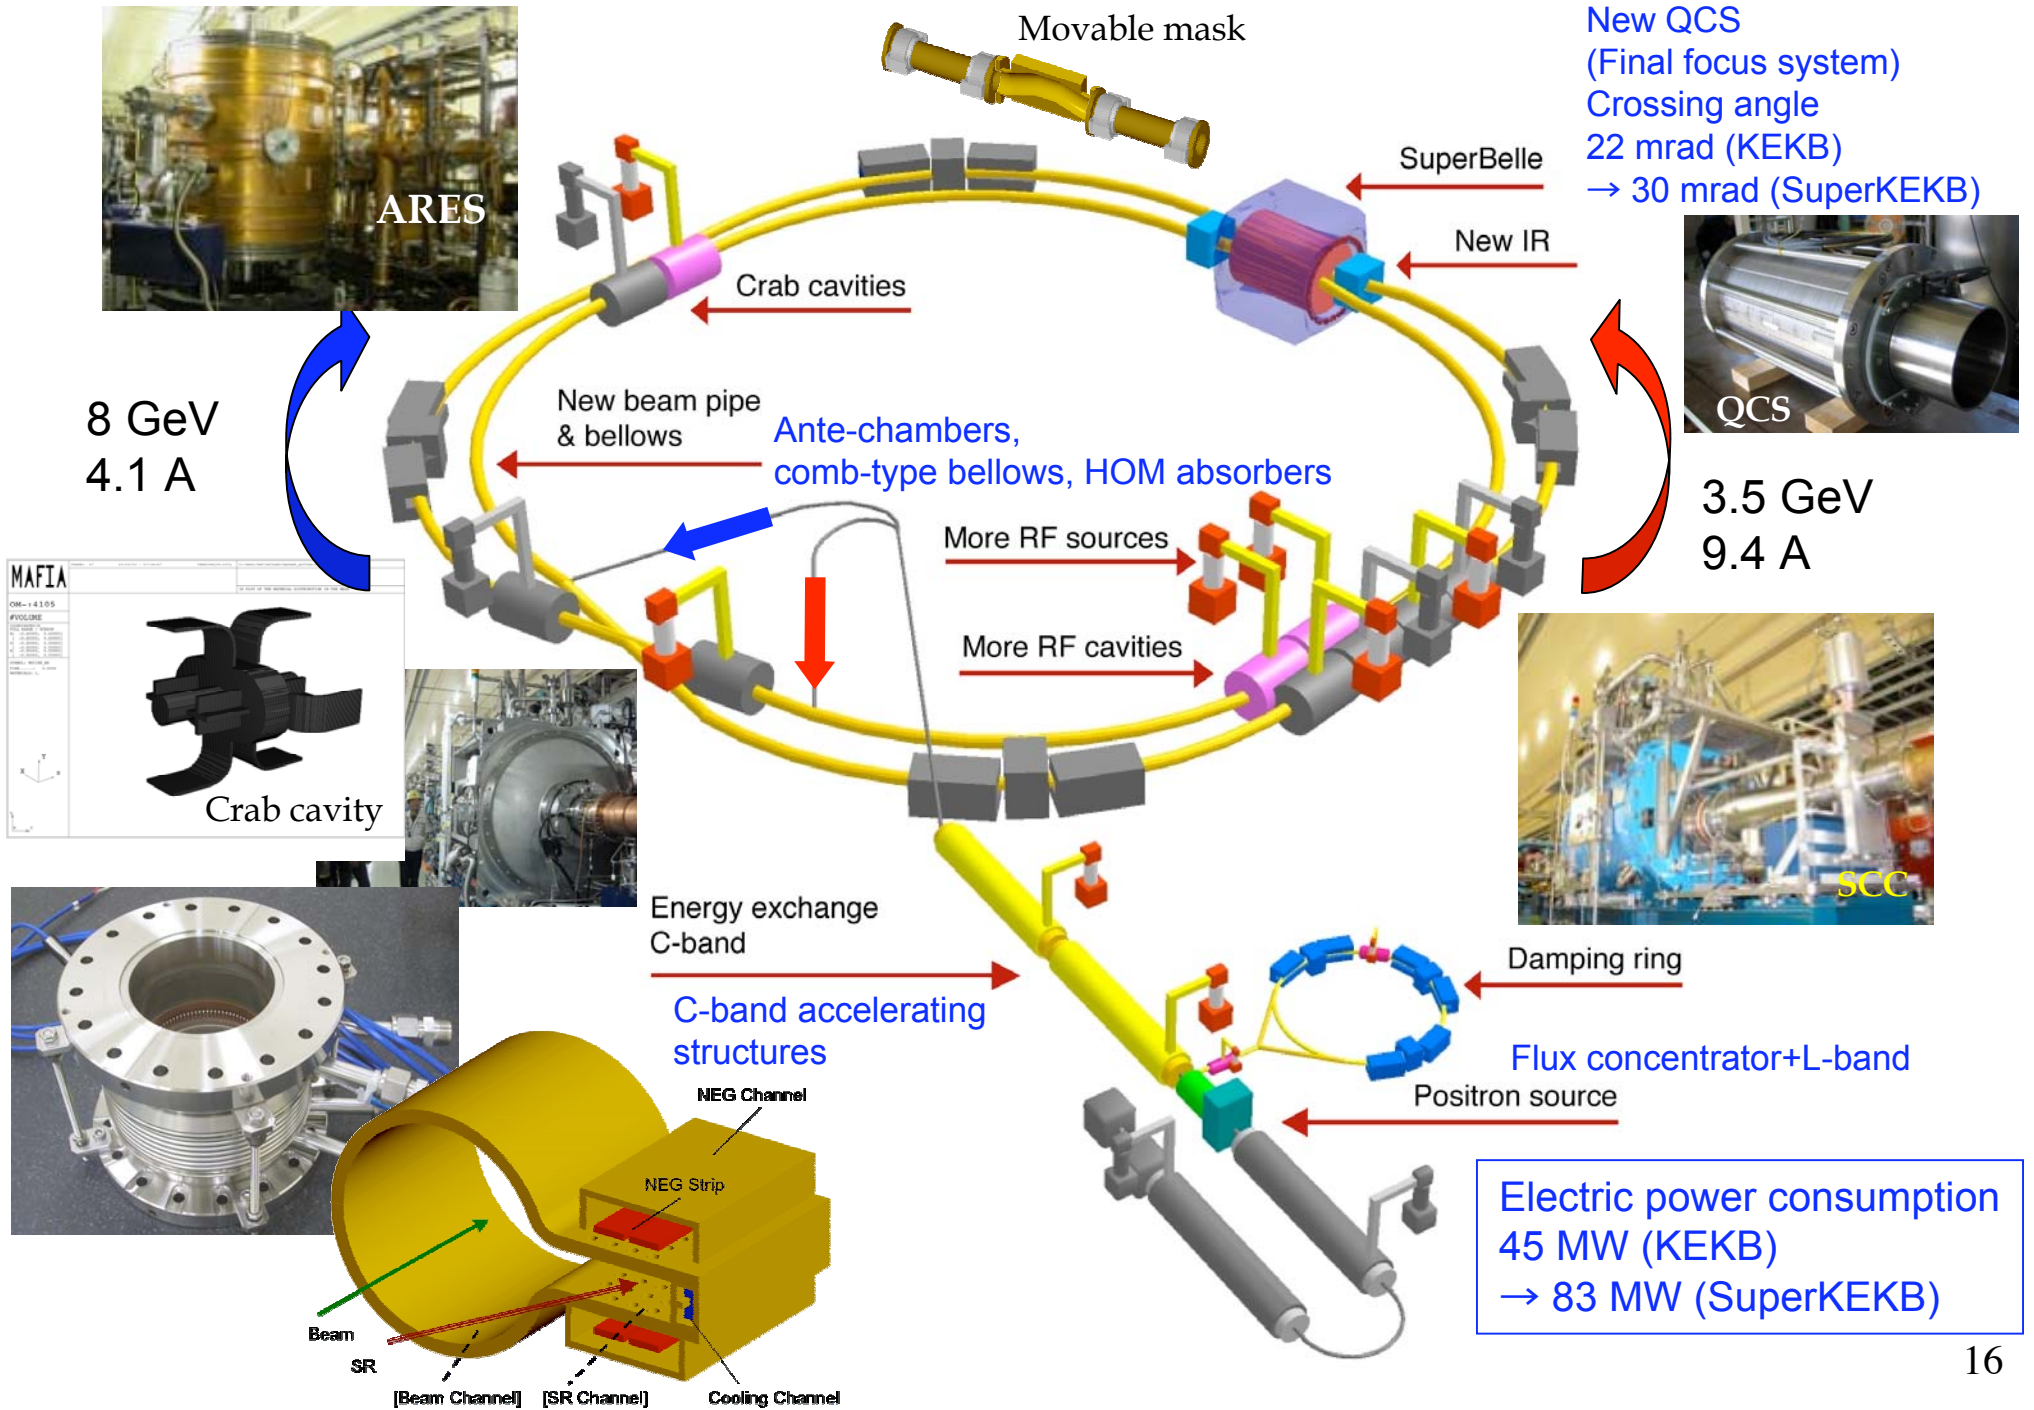 Movable mask
New QCS
(Final focus system)
Crossing angle
22 mrad (KEKB)
→ 30 mrad (SuperKEKB)
ARES
SuperBelle
New IR
Crab cavities
QCS
8 GeV
4.1 A
New beam pipe
& bellows
Ante-chambers,
comb-type bellows, HOM absorbers
3.5 GeV
9.4 A
More RF sources
More RF cavities
MAFIA
#VOLUME
Crab cavity
SCC
Energy exchange
C-band
C-band accelerating
structures
Damping ring
Flux concentrator+L-band
Positron source
NEG Channel
NEG Strip
Beam
SR
[Beam Channel]
[SR Channel]
Cooling Channel
Electric power consumption
45 MW (KEKB)
→ 83 MW (SuperKEKB)
16